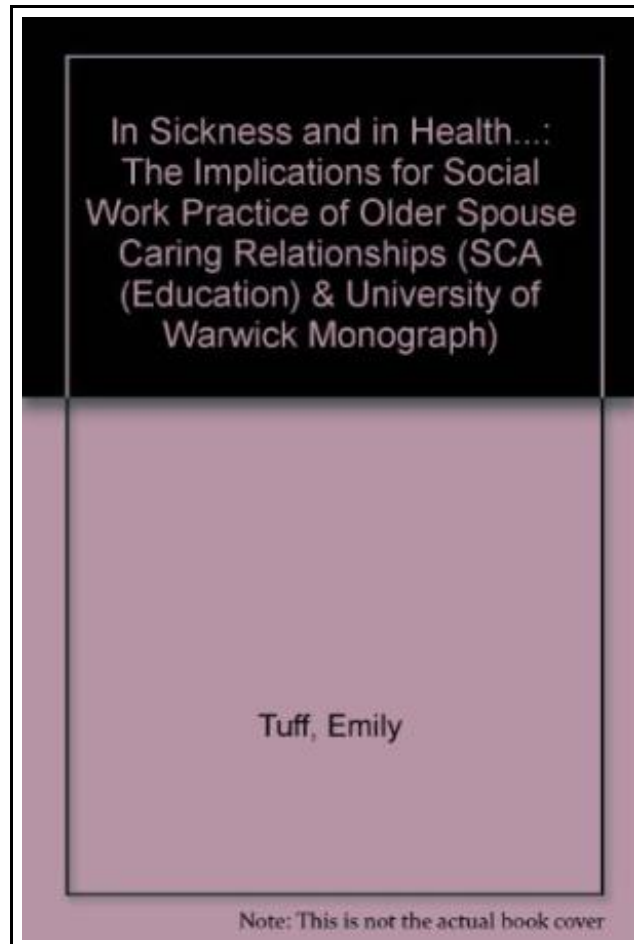 In Sickness and in Health...:
The Implications for Social
Work Practice of Older Spouse
Caring Relationships (SCA
(Education) & University of
Warwick Monograph)
Tuff, Emily
Note: This is not the actual book cover